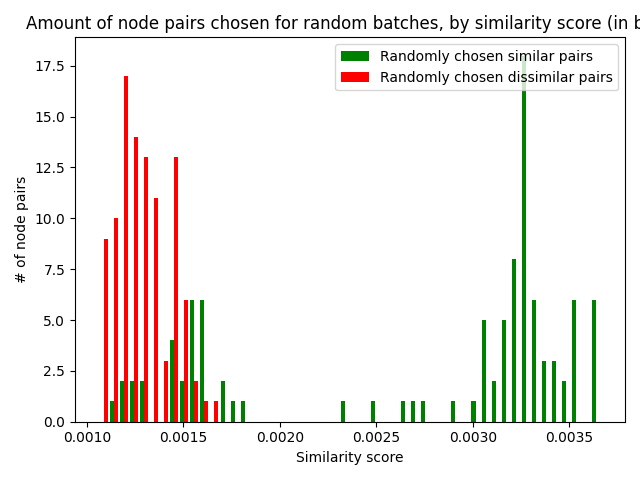 Amount of node pairs chosen for random batches, by similarity score (in b
Randomly chosen similar pairs
Randomly chosen dissimilar pairs
17.5
15.0
12.5
10.0
7.5
5.0
2.5
0.0
# of node pairs
0.0010 0.0015 0.0020 0.0025 0.0030 0.0035
Similarity score